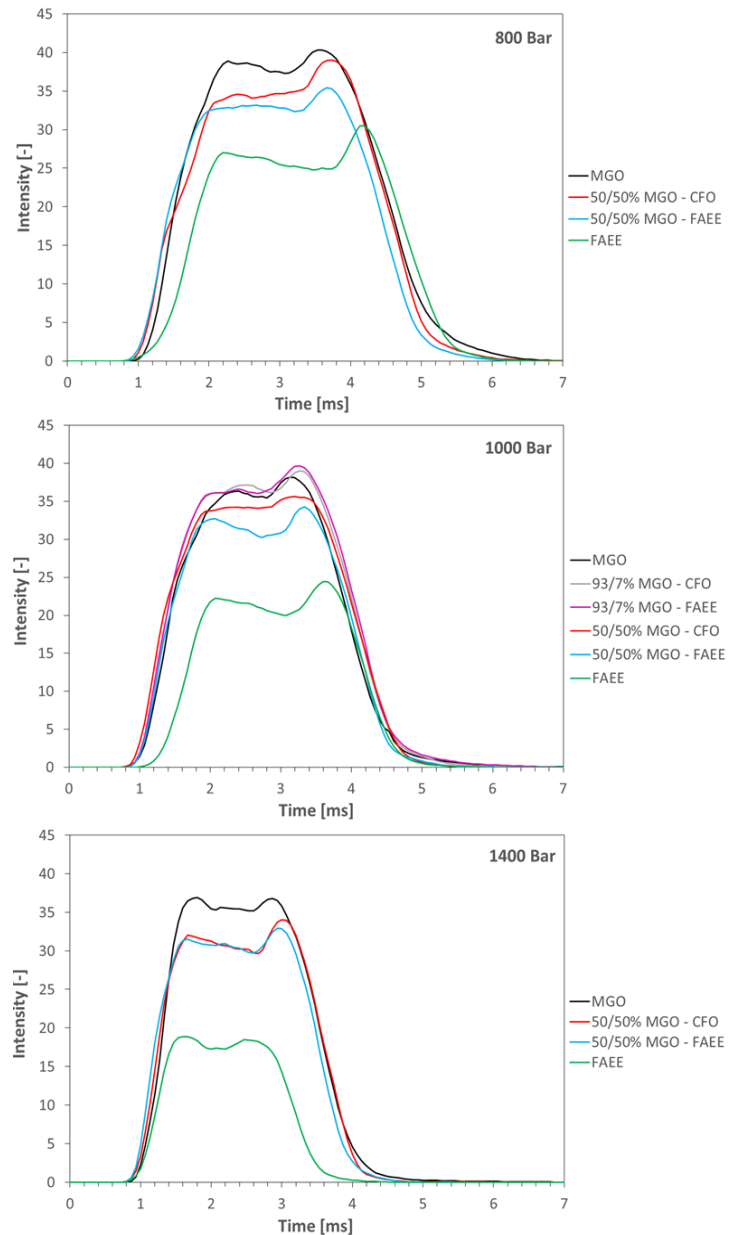 800 Bar
45
40
35
30
25
20
15
10
5
0
Intensity [-]
0 1 2 3 4 5 6 7
Time [ms]
MGO
50/50% MGO - CFO
50/50% MGO - FAEE
FAEE
1000 Bar
45
40
35
30
25
20
15
10
5
0
Intensity [-]
0 1 2 3 4 5 6 7
Time [ms]
MGO
93/7% MGO - CFO
93/7% MGO - FAEE
50/50% MGO - CFO
50/50% MGO - FAEE
FAEE
1400 Bar
45
40
35
30
25
20
15
10
5
0
Intensity [-]
0 1 2 3 4 5 6 7
Time [ms]
MGO
50/50% MGO - CFO
50/50% MGO - FAEE
FAEE